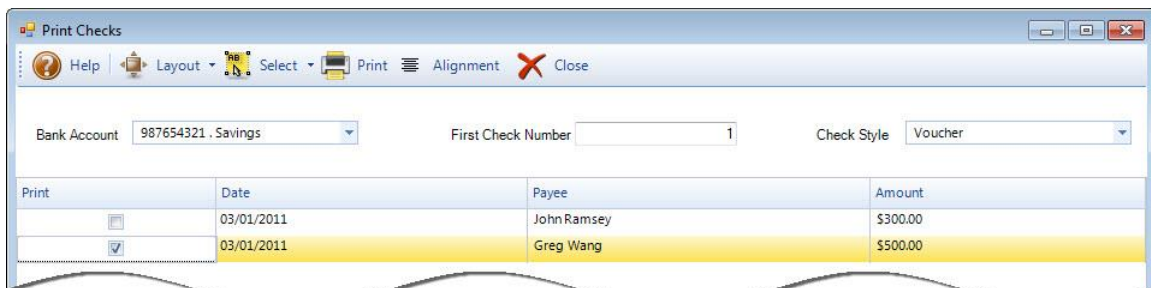 Print Checks
Help Layout Select Print Alignment Close
Bank Account 987654321 . Savings First Check Number 1 Check Style Voucher
Print Date Payee Amount
03/01/2011 John Ramsey $300.00
03/01/2011 Greg Wang $500.00